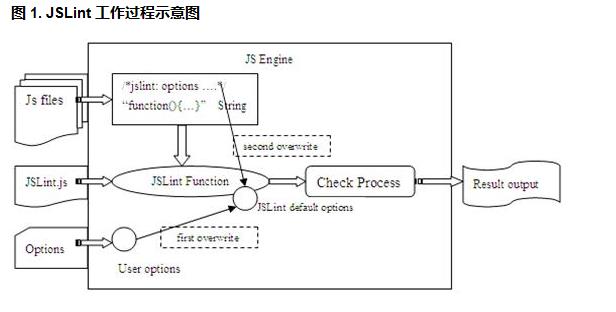 图 1. JSLint 工作过程示意图
JS Engine
/*jslint: options ....*/
Js files
"function(){...}" String
second overwrite
JSLint.js
JSLint Function
Check Process
Result output
JSLint default options
first overwrite
Options
User options